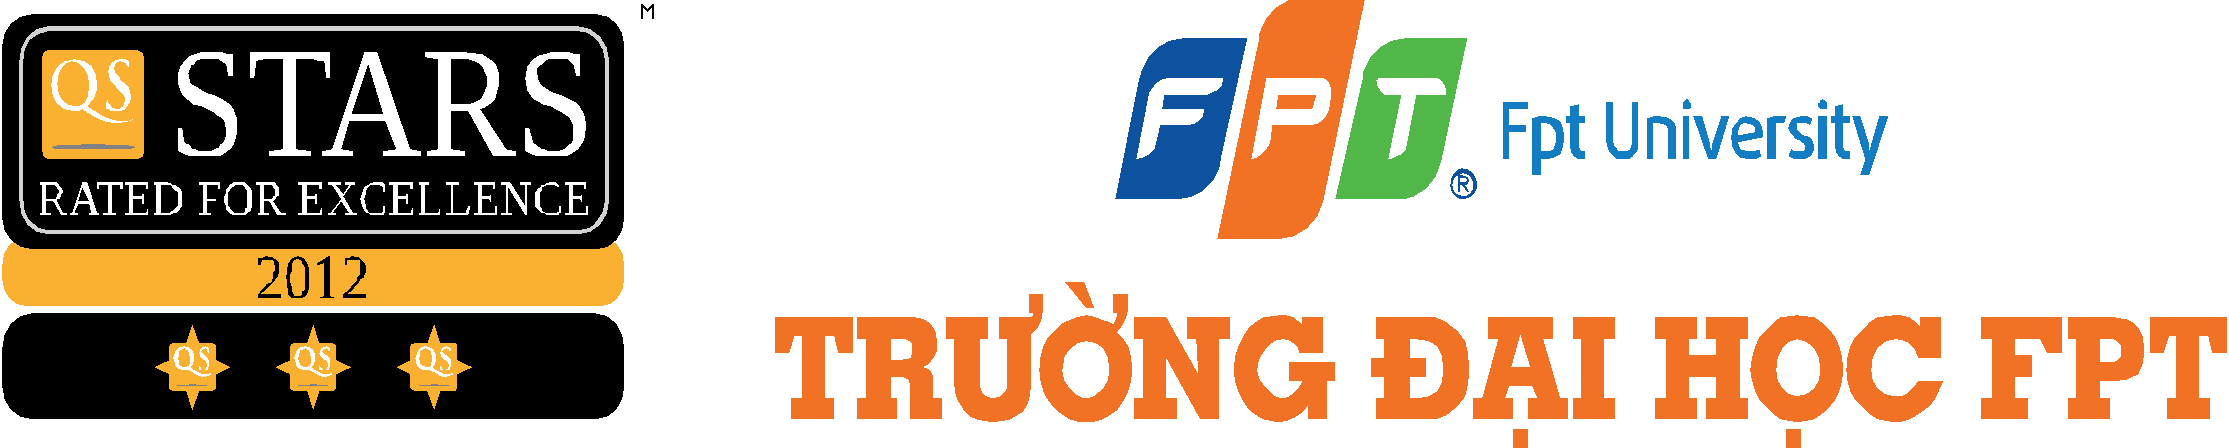 M
QS STARS
RATED FOR EXCELLENCE
2012
QS QS QS
FPT ® Fpt University
TRƯỜNG ĐẠI HỌC FPT